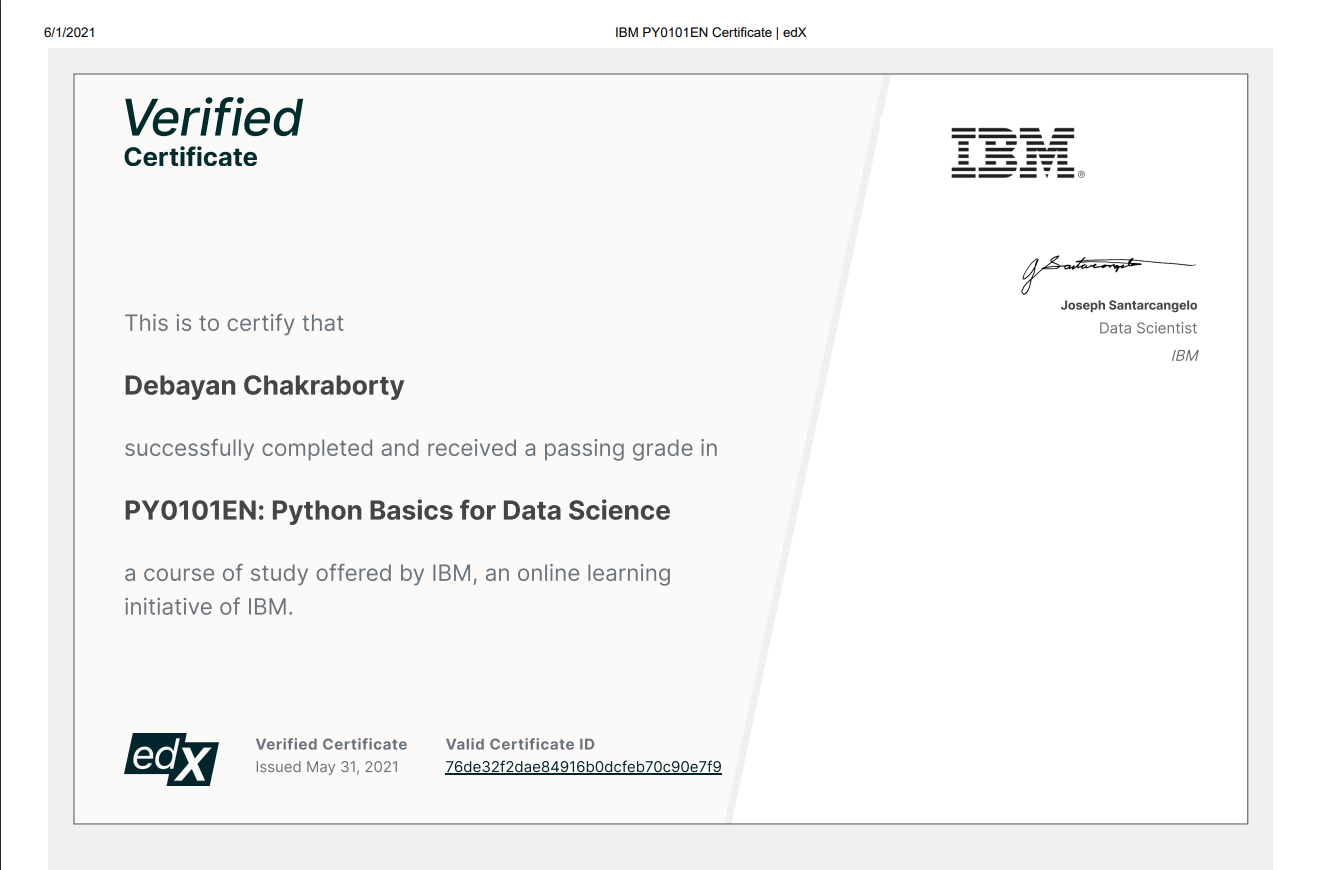 6/1/2021
IBM PY0101EN Certificate | edX
Verified
Certificate
IBM®
Joseph Santarcangelo
Data Scientist
IBM
This is to certify that
Debayan Chakraborty
successfully completed and received a passing grade in
PY0101EN: Python Basics for Data Science
a course of study offered by IBM, an online learning
initiative of IBM.
edX
Verified Certificate
Issued May 31, 2021
Valid Certificate ID
76de32f2dae84916b0dcfeb70c90e7f9